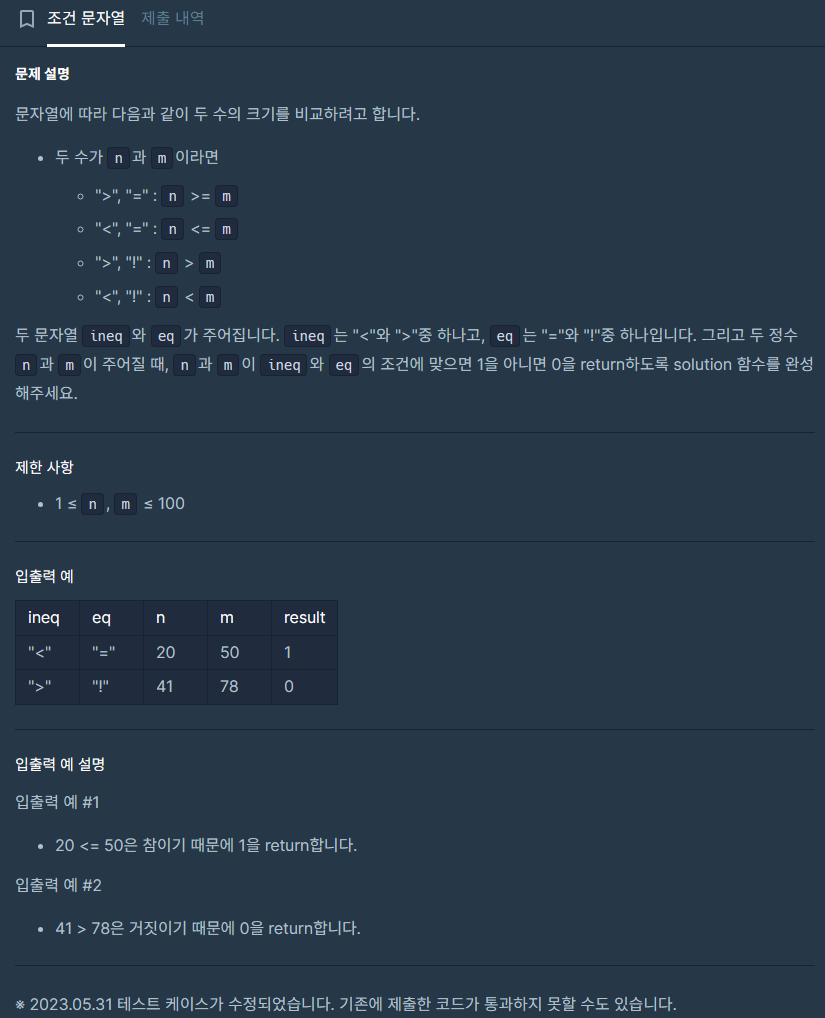 조건 문자열 제출 내역
문제 설명
문자열에 따라 다음과 같이 두 수의 크기를 비교하려고 합니다.
두 수가 n 과 m 이라면
">", "=" : n >= m
"<", "=" : n <= m
">", "!" : n > m
"<", "!" : n < m
두 문자열 ineq 와 eq 가 주어집니다. ineq 는 "<"와 ">"중 하나고, eq 는 "="와 "!"중 하나입니다. 그리고 두 정수
n 과 m 이 주어질 때, n 과 m 이 ineq 와 eq 의 조건에 맞으면 1을 아니면 0을 return하도록 solution 함수를 완성
해주세요.
제한 사항
1 ≤ n , m ≤ 100
입출력 예
ineq eq n m result
"<" "=" 20 50 1
">" "!" 41 78 0
입출력 예 설명
입출력 예 #1
20 <= 50은 참이기 때문에 1을 return합니다.
입출력 예 #2
41 > 78은 거짓이기 때문에 0을 return합니다.
※ 2023.05.31 테스트 케이스가 수정되었습니다. 기존에 제출한 코드가 통과하지 못할 수도 있습니다.